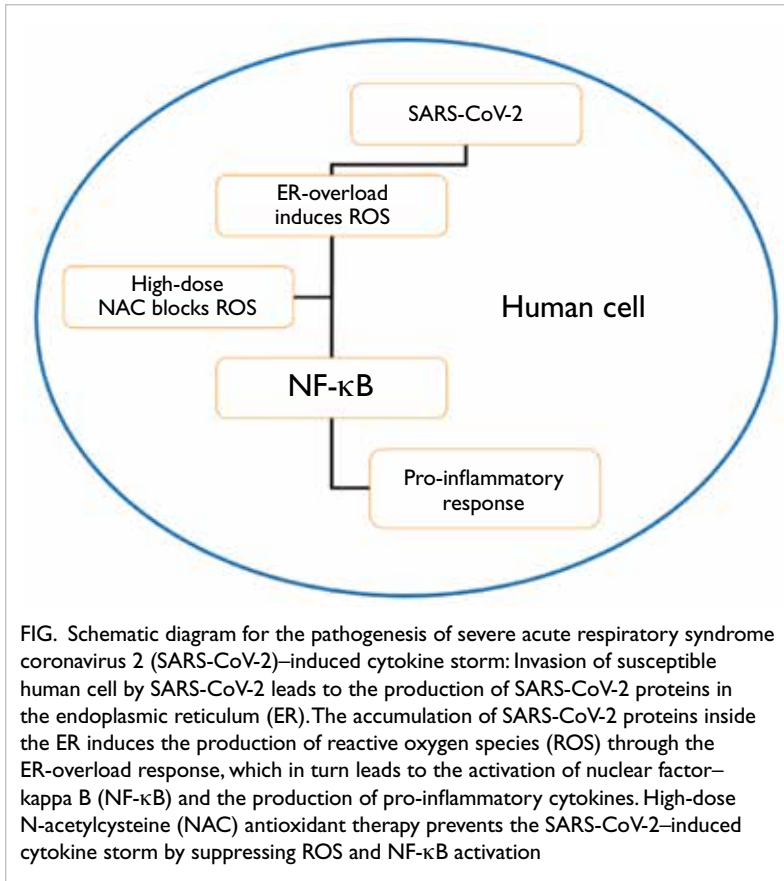 SARS-CoV-2
ER-overload
induces ROS
High-dose
NAC blocks ROS
Human cell
NF-κB
Pro-inflammatory
response
FIG. Schematic diagram for the pathogenesis of severe acute respiratory syndrome
coronavirus 2 (SARS-CoV-2)–induced cytokine storm: Invasion of susceptible
human cell by SARS-CoV-2 leads to the production of SARS-CoV-2 proteins in
the endoplasmic reticulum (ER). The accumulation of SARS-CoV-2 proteins inside
the ER induces the production of reactive oxygen species (ROS) through the
ER-overload response, which in turn leads to the activation of nuclear factor–
kappa B (NF-κB) and the production of pro-inflammatory cytokines. High-dose
N-acetylcysteine (NAC) antioxidant therapy prevents the SARS-CoV-2–induced
cytokine storm by suppressing ROS and NF-κB activation